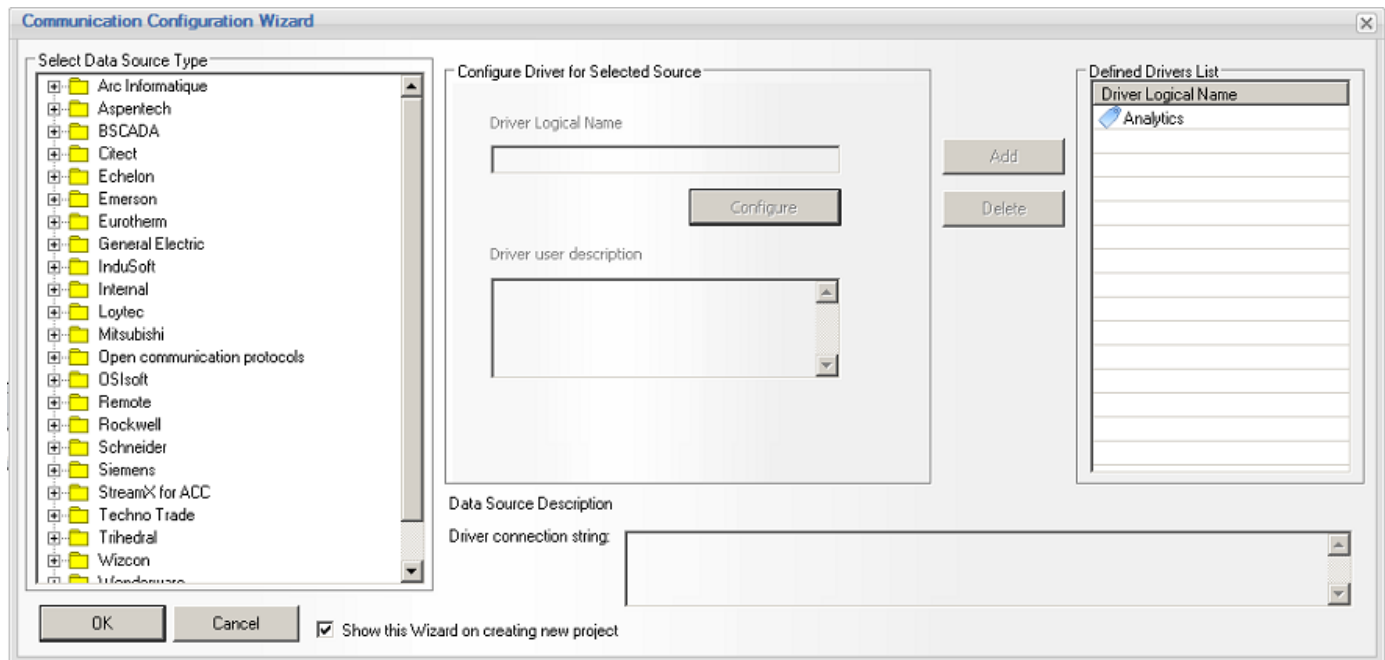 Communication Configuration Wizard
Select Data Source Type
Arc Informatique
Aspentech
BSCADA
Citect
Echelon
Emerson
Eurotherm
General Electric
InduSoft
Internal
Loytec
Mitsubishi
Open communication protocols
OSIsoft
Remote
Rockwell
Schneider
Siemens
StreamX for ACC
Techno Trade
Trihedral
Wizcon
Configure Driver for Selected Source
Driver Logical Name
Configure
Driver user description
Add
Delete
Defined Drivers List
Driver Logical Name
Analytics
Data Source Description
Driver connection string:
OK
Cancel
Show this Wizard on creating new project